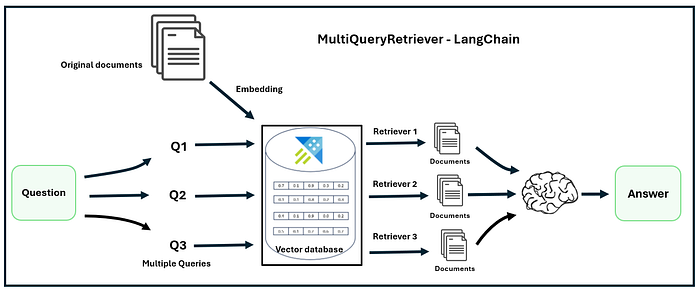 MultiQueryRetriever - LangChain
Original documents
Embedding
Question
Q1
Q2
Q3
Multiple Queries
Vector database
Retriever 1
Documents
Retriever 2
Documents
Retriever 3
Documents
Answer